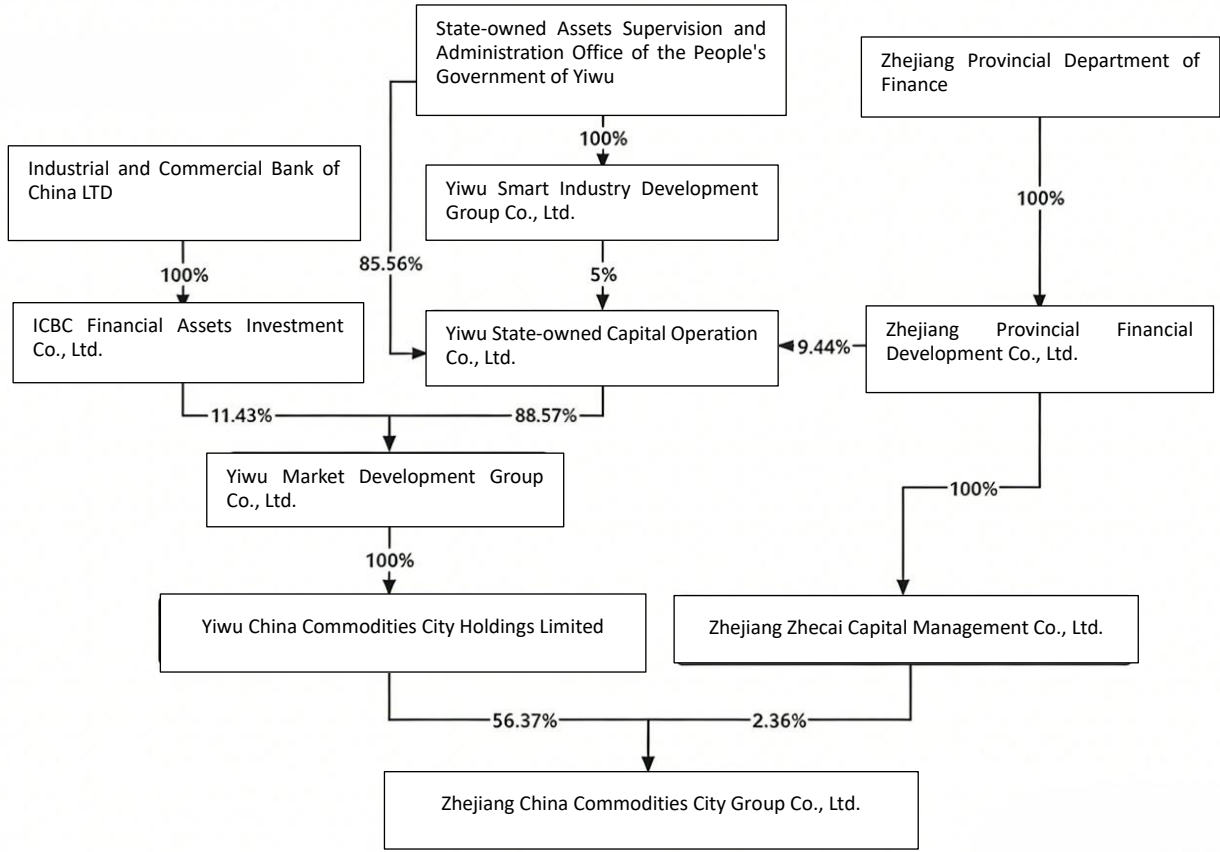 State-owned Assets Supervision and
Administration Office of the People's
Government of Yiwu
Zhejiang Provincial Department of
Finance
100%
Industrial and Commercial Bank of
China LTD
Yiwu Smart Industry Development
Group Co., Ltd.
100%
85.56%
100%
5%
ICBC Financial Assets Investment
Co., Ltd.
Yiwu State-owned Capital Operation
Co., Ltd.
9.44%
Zhejiang Provincial Financial
Development Co., Ltd.
11.43%
88.57%
Yiwu Market Development Group
Co., Ltd.
100%
100%
Yiwu China Commodities City Holdings Limited
Zhejiang Zhecai Capital Management Co., Ltd.
56.37%
2.36%
Zhejiang China Commodities City Group Co., Ltd.